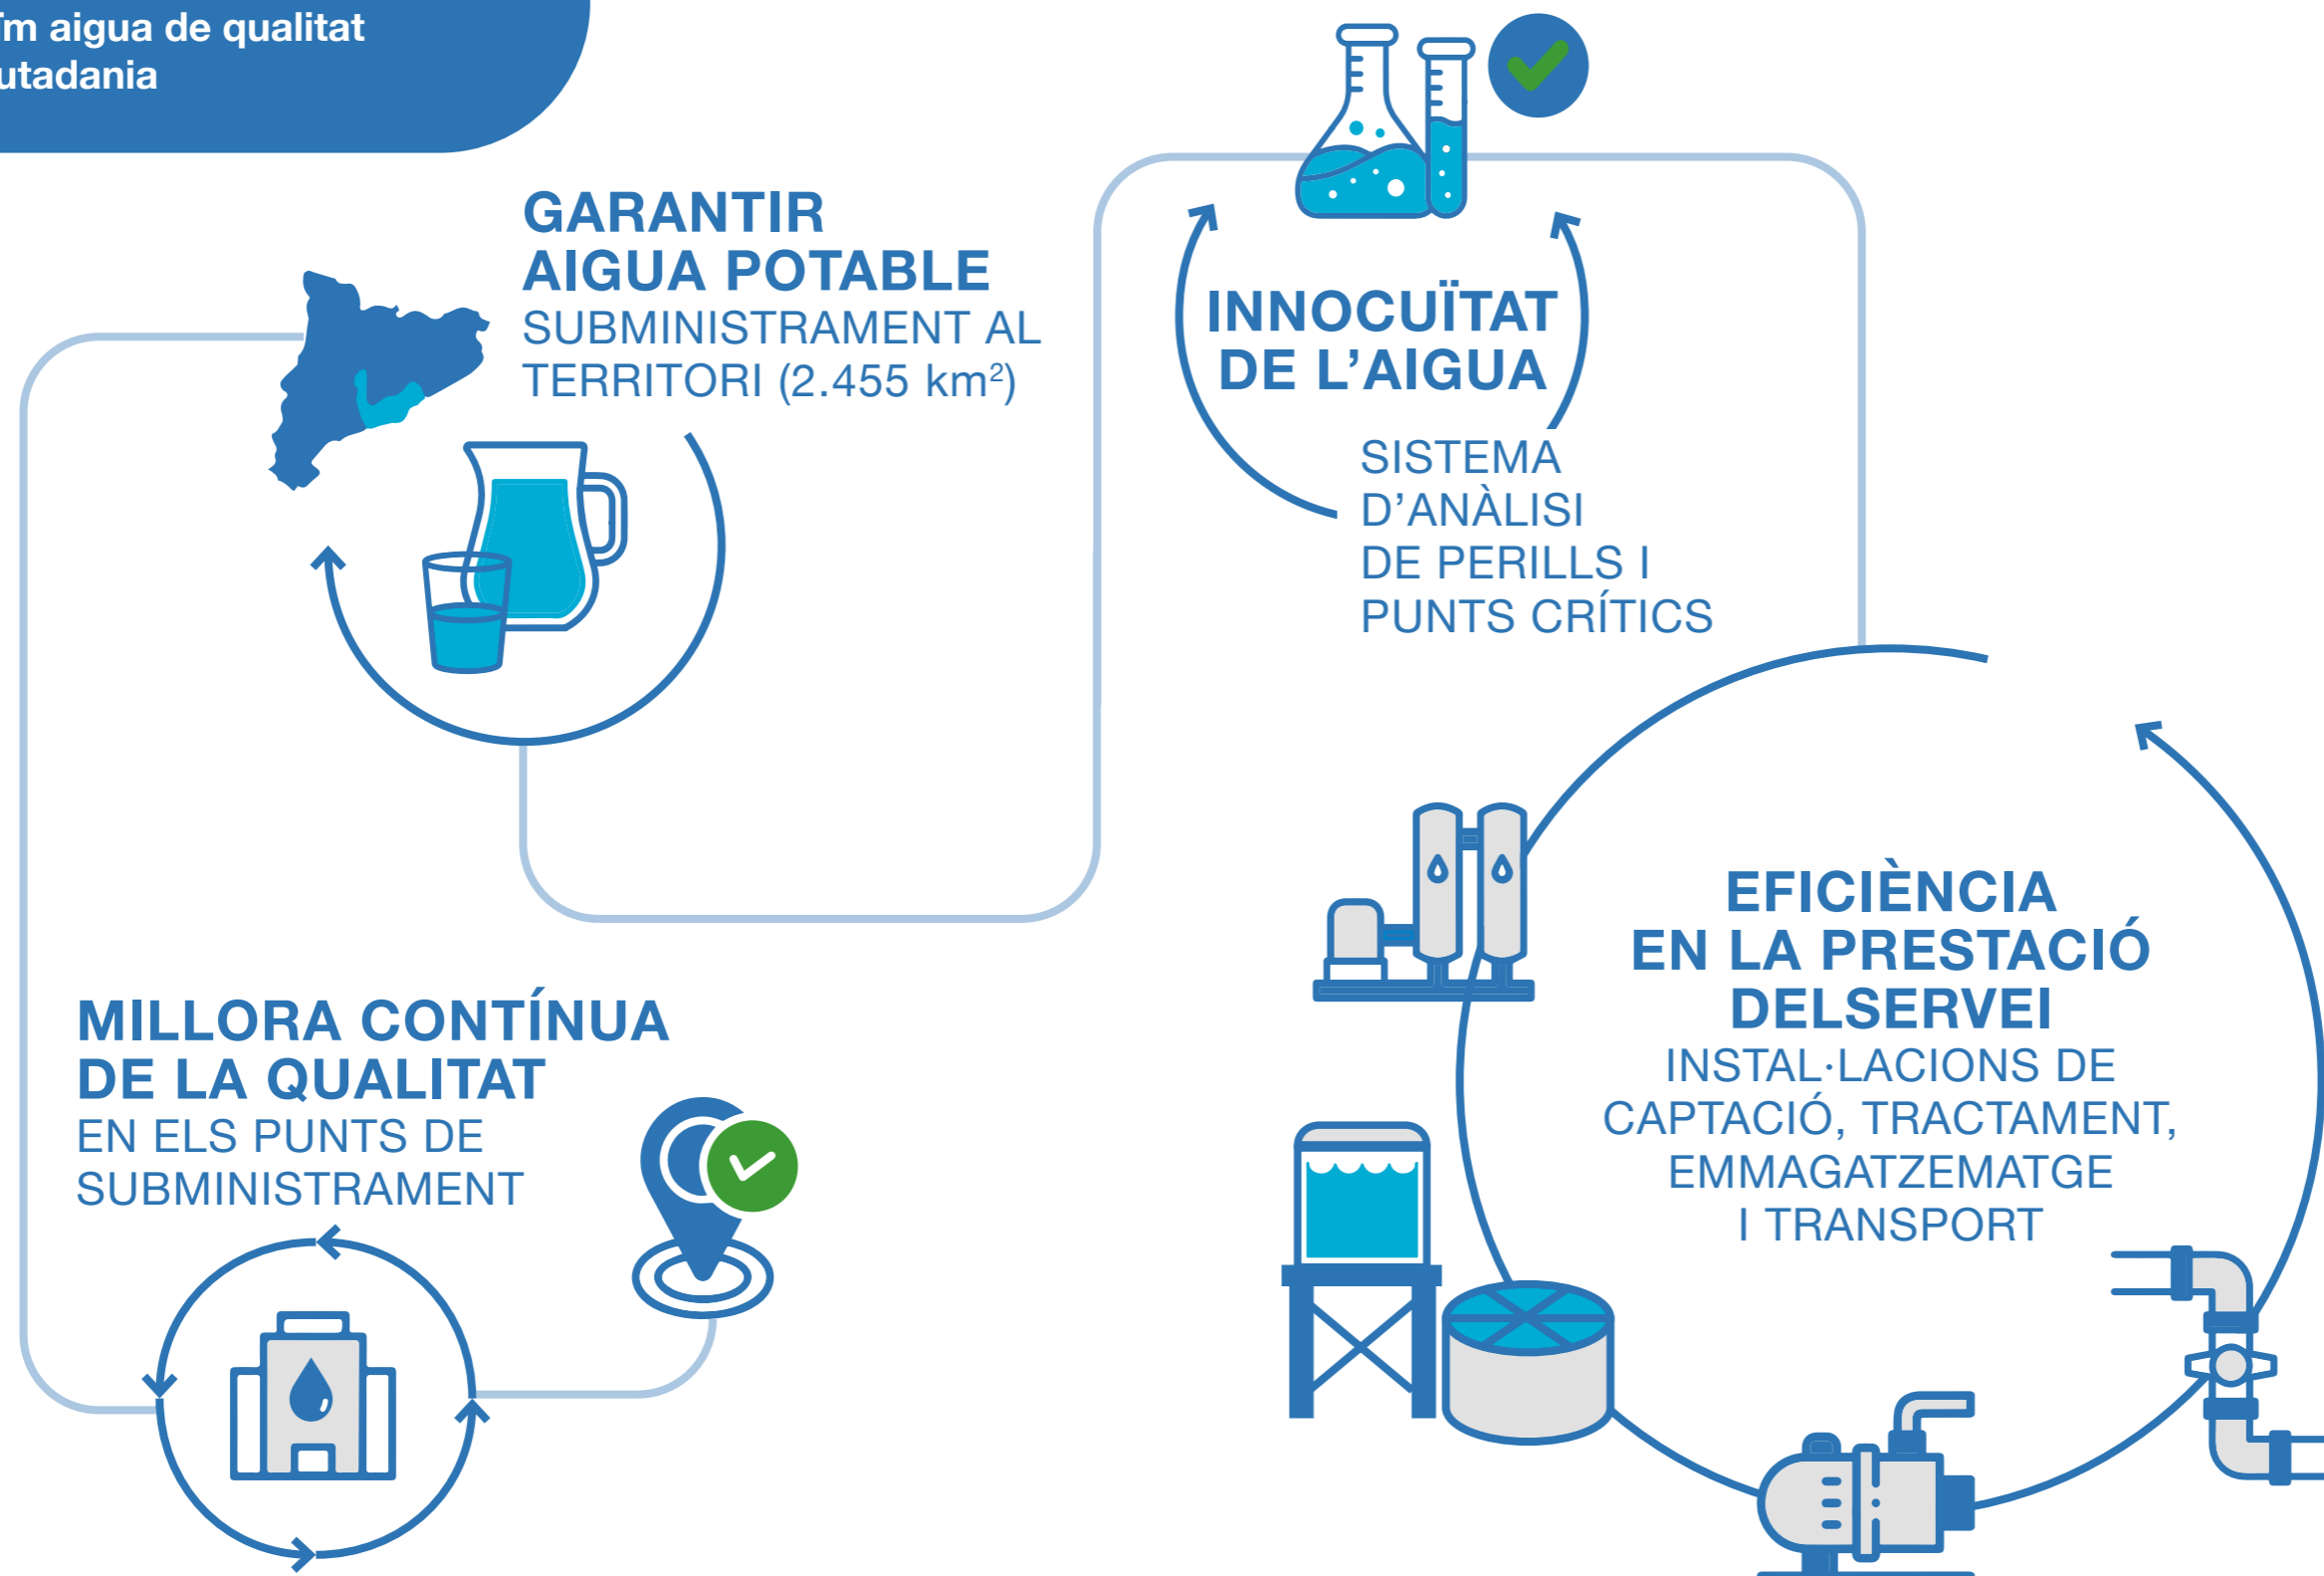 aigua de qualitat
GARANTIR
AIGUA POTABLE
SUBMINISTRAMENT AL
TERRITORI (2.455 km²)
INNOCUÏTAT
DE L’AIGUA
SISTEMA
D’ANÀLISI
DE PERILLS I
PUNTS CRÍTICS
EFICIÈNCIA
EN LA PRESTACIÓ
DELSERVEI
INSTAL·LACIONS DE
CAPTACIÓ, TRACTAMENT,
EMMAGATZEMATGE
I TRANSPORT
MILLORA CONTÍNUA
DE LA QUALITAT
EN ELS PUNTS DE
SUBMINISTRAMENT